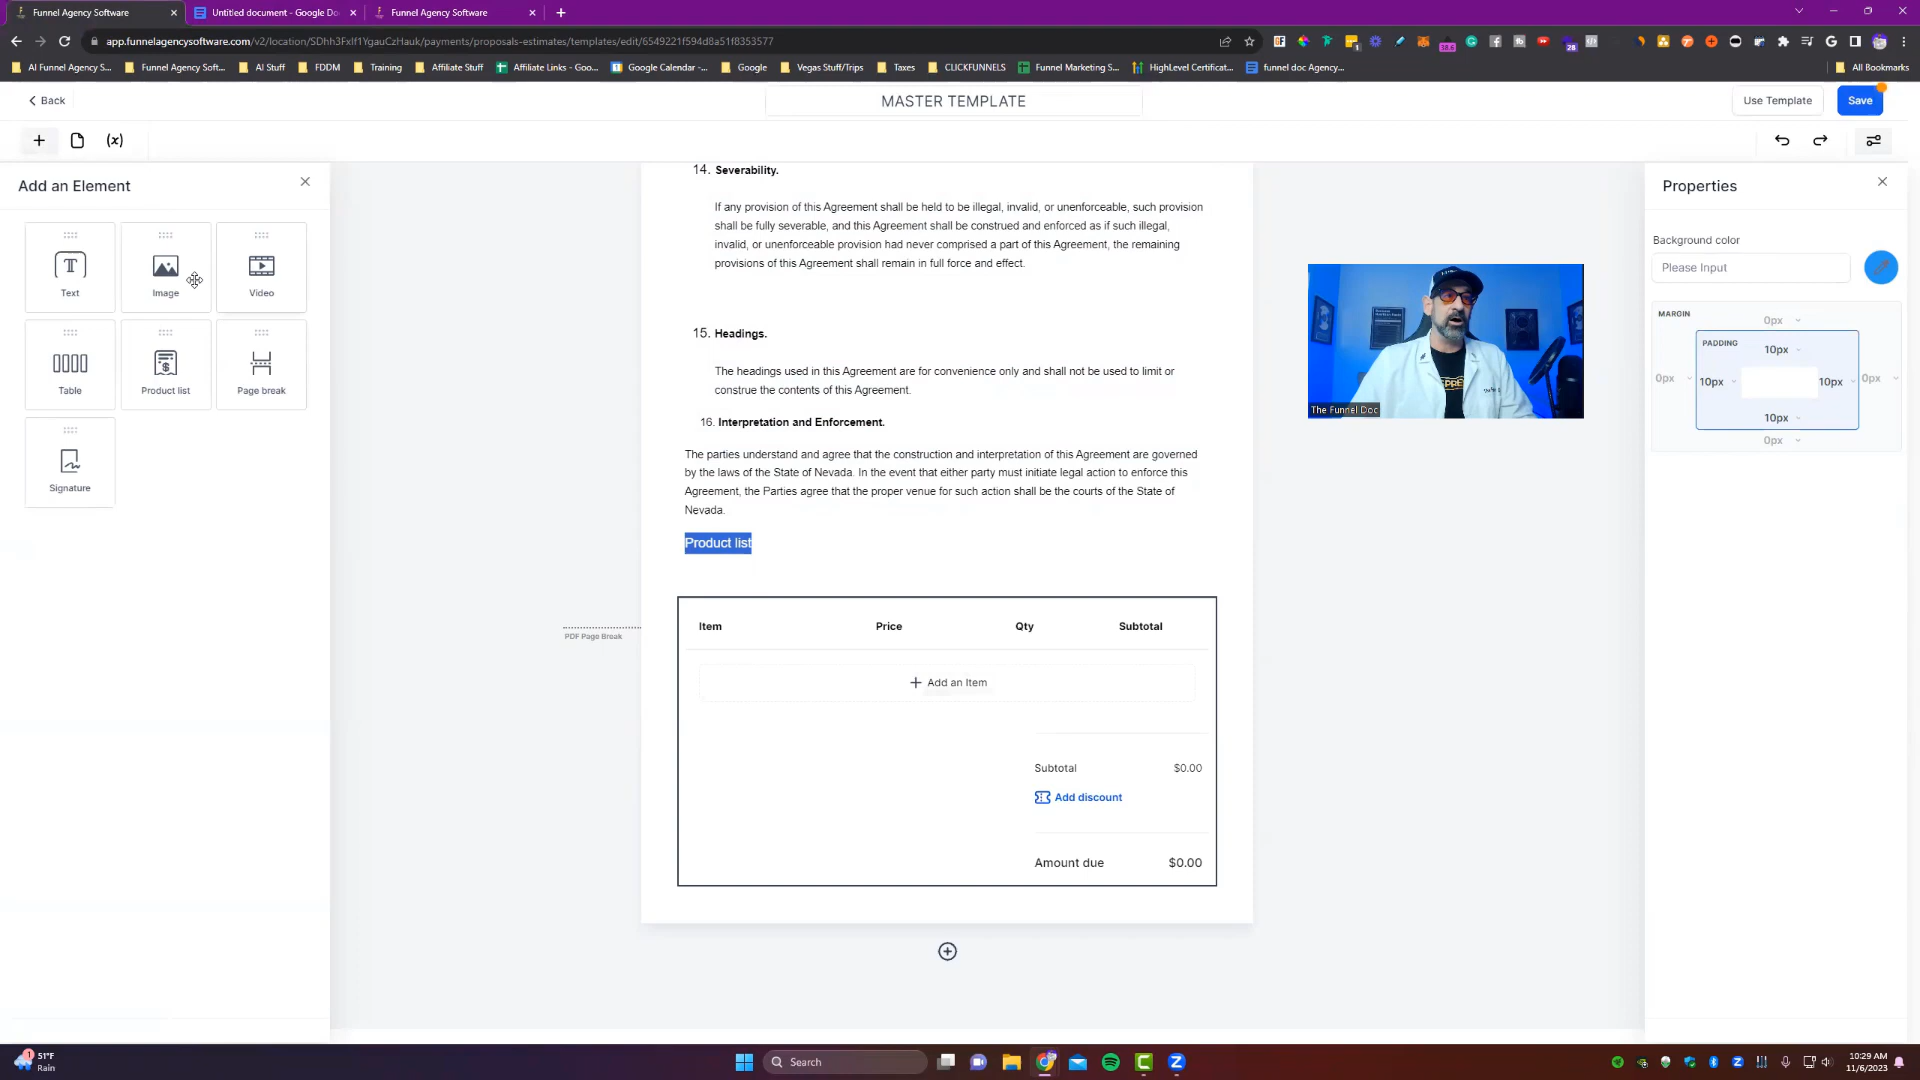 Funnel Agency Software
Untitled document - Google Do
Funnel Agency Software
app.funnelagencysoftware.com/v2/location/SDhh3FxIf1YgauCzHauk/payments/proposals-estimates/templates/edit/6549221f594d8a51f8353577
AI Funnel Agency S...
Funnel Agency Soft...
AI Stuff
FDDM
Training
Affiliate Stuff
Affiliate Links - Goo...
Google Calendar -...
Google
Vegas Stuff/Trips
Taxes
CLICKFUNNELS
Funnel Marketing S...
HighLevel Certificat...
funnel doc Agency...
All Bookmarks
Back
MASTER TEMPLATE
Use Template
Save
(x)
Add an Element
Text
Image
Video
Table
Product list
Page break
Signature
14. Severability.
If any provision of this Agreement shall be held to be illegal, invalid, or unenforceable, such provision
shall be fully severable, and this Agreement shall be construed and enforced as if such illegal,
invalid, or unenforceable provision had never comprised a part of this Agreement, the remaining
provisions of this Agreement shall remain in full force and effect.
15. Headings.
The headings used in this Agreement are for convenience only and shall not be used to limit or
construe the contents of this Agreement.
16. Interpretation and Enforcement.
The parties understand and agree that the construction and interpretation of this Agreement are governed
by the laws of the State of Nevada. In the event that either party must initiate legal action to enforce this
Agreement, the Parties agree that the proper venue for such action shall be the courts of the State of
Nevada.
Product list
PDF Page Break
Item Price Qty Subtotal
Add an Item
Subtotal $0.00
Add discount
Amount due $0.00
The Funnel Doc
Properties
Background color
Please Input
MARGIN
0px
PADDING
10px
0px 10px 10px 0px
10px
0px
1
51°F
Rain
Search
10:29 AM
11/6/2023